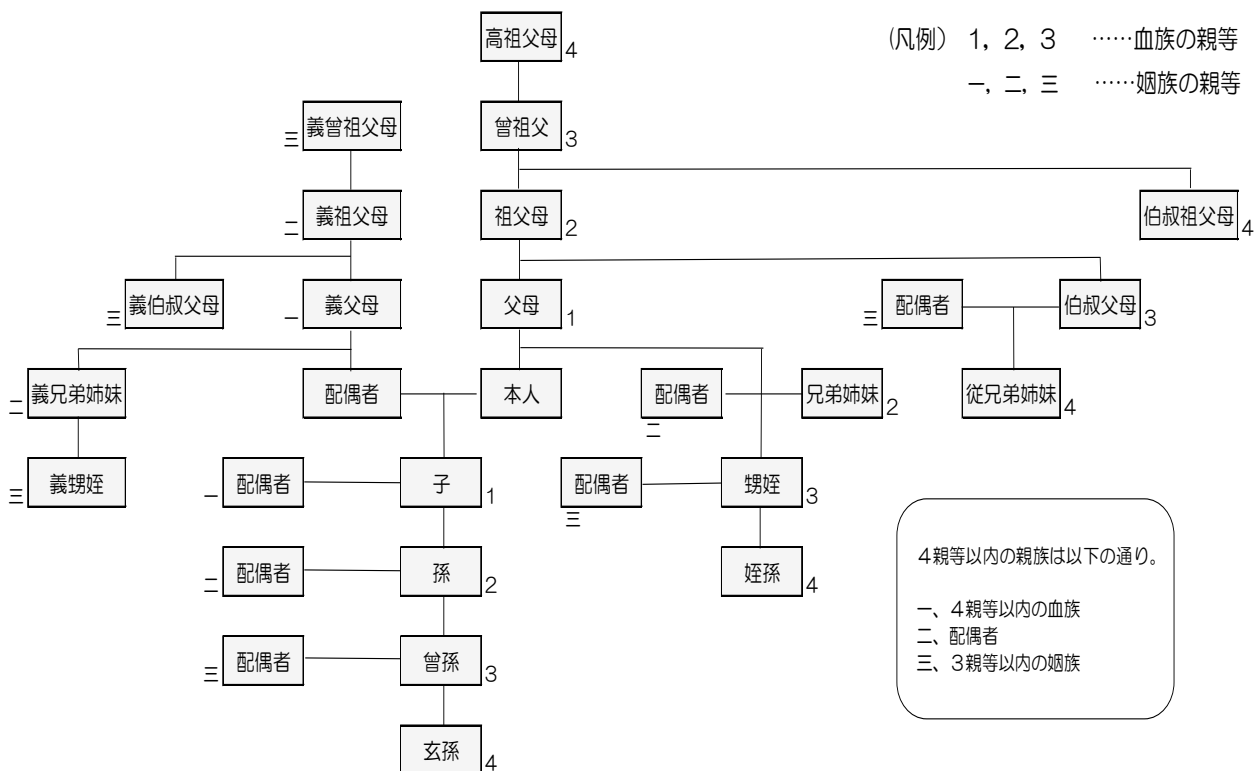 高祖父母 4
(凡例) 1, 2, 3 ……血族の親等
一, 二, 三 ……姻族の親等
三 義曾祖父母
曾祖父 3
二 義祖父母
祖父母 2
伯叔祖父母 4
三 義伯叔父母
一 義父母
父母 1
三 配偶者
伯叔父母 3
二 義兄弟姉妹
配偶者
本人
配偶者 二
兄弟姉妹 2
従兄弟姉妹 4
三 義甥姪
一 配偶者
子 1
配偶者 三
甥姪 3
二 配偶者
孫 2
姪孫 4
三 配偶者
曾孫 3
玄孫 4
4親等以内の親族は以下の通り。
一、4親等以内の血族
二、配偶者
三、3親等以内の姻族